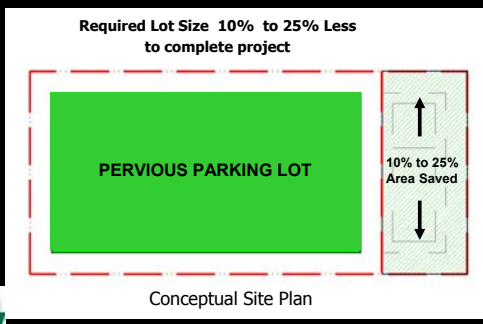 Required Lot Size 10% to 25% Less
to complete project
PERVIOUS PARKING LOT
10% to 25%
Area Saved
Conceptual Site Plan